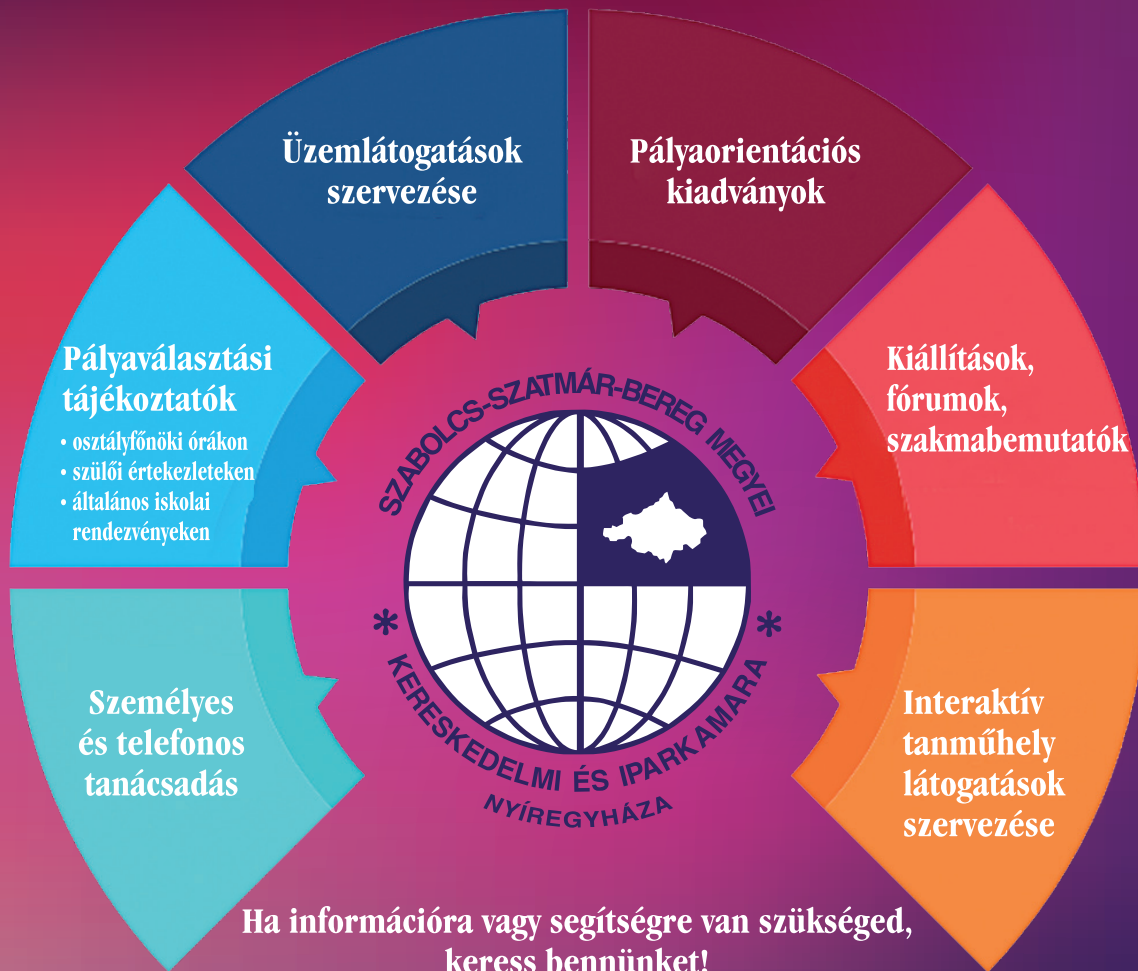 Üzemlátogatások
szervezése
Pályaorientációs
kiadványok
Pályaválasztási
tájékoztatók
• osztályfőnöki órákon
• szülői értekezleteken
• általános iskolai
rendezvényeken
Kiállítások,
fórumok,
szakmabemutatók
SZABOLCS-SZATMÁR-BEREG MEGYEI
* KERESKEDELMI ÉS IPARKAMARA *
NYÍREGYHÁZA
Személyes
és telefonos
tanácsadás
Interaktív
tanműhely
látogatások
szervezése
Ha információra vagy segítségre van szükséged,
keress bennünket!